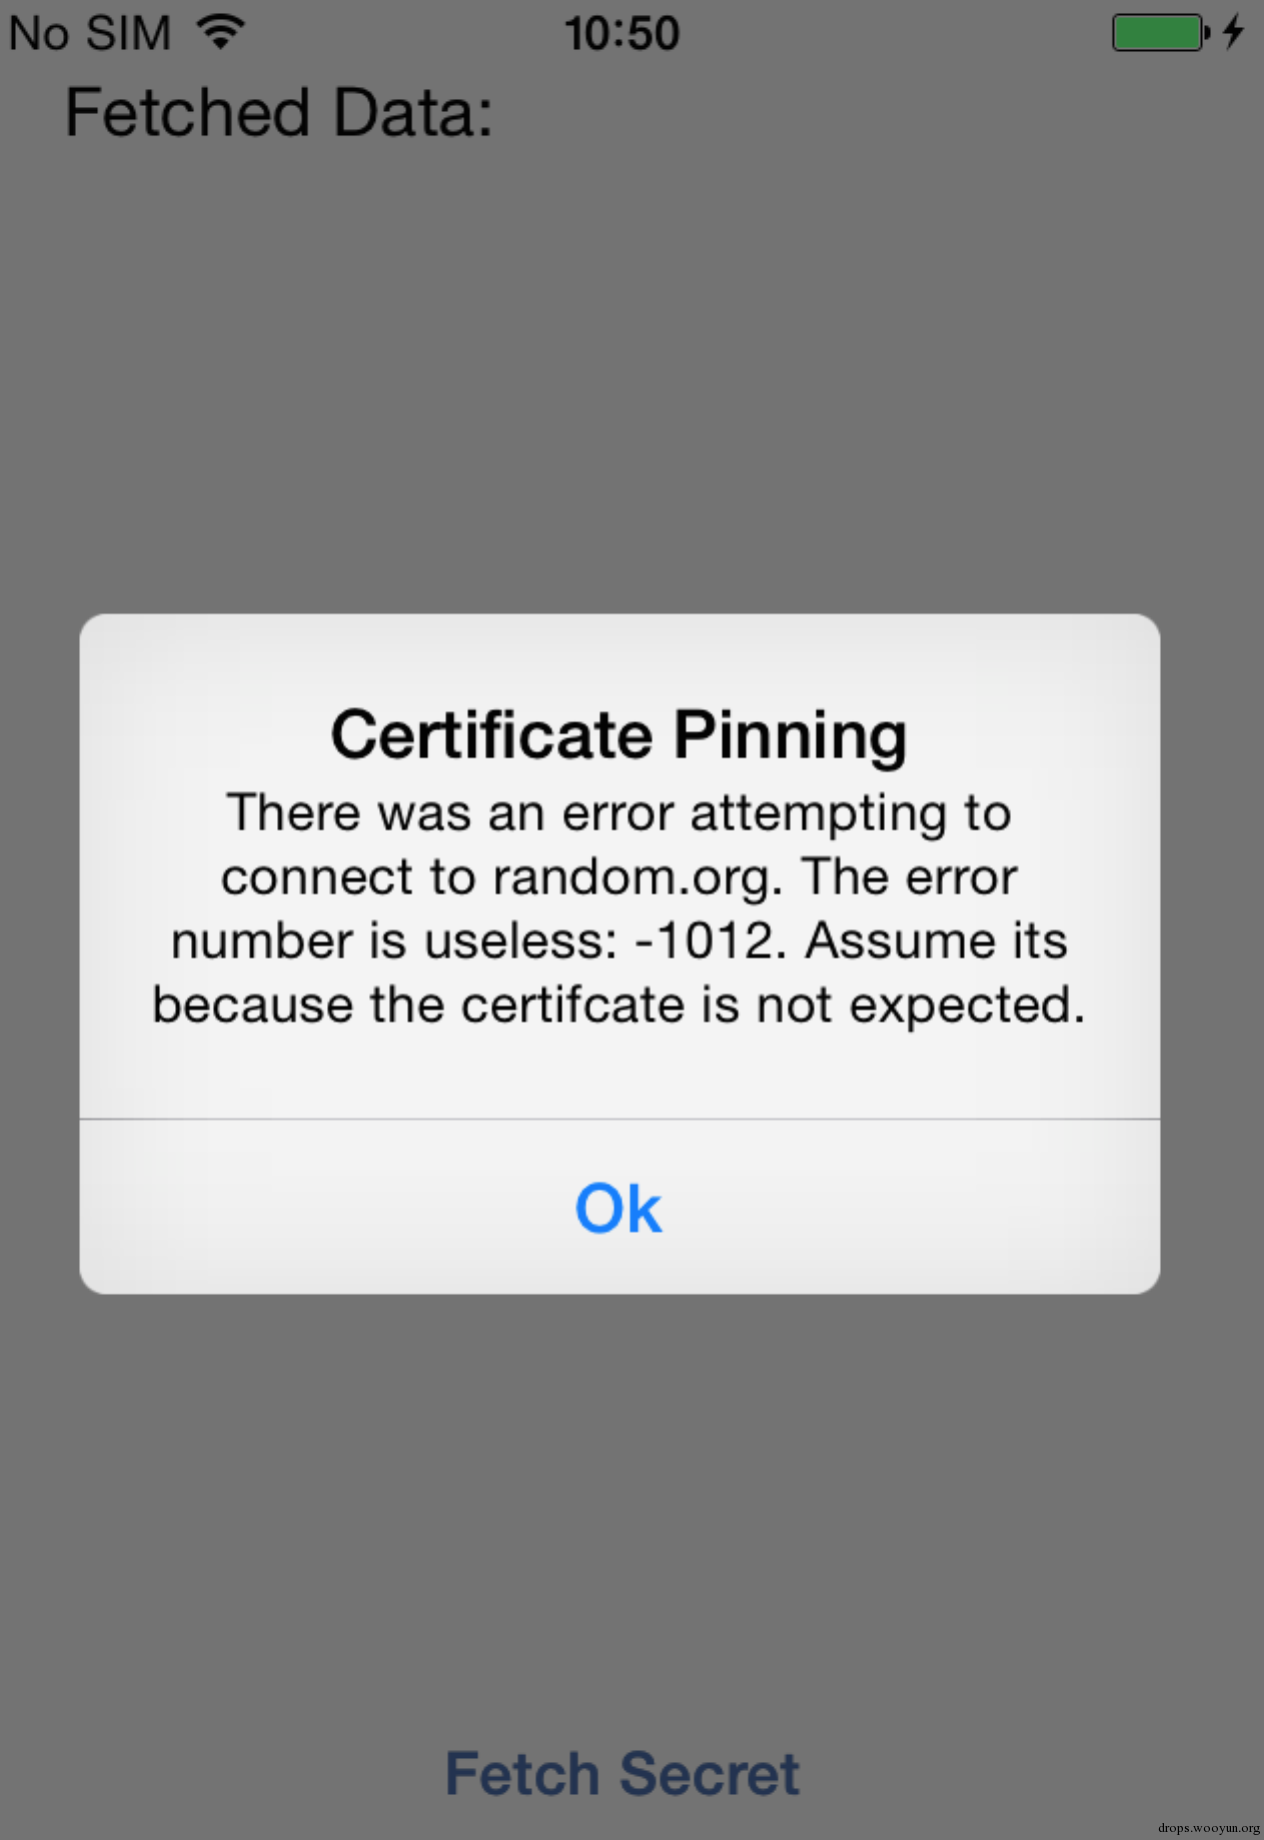 No SIM 10:50
Fetched Data:
Certificate Pinning
There was an error attempting to
connect to random.org. The error
number is useless: -1012. Assume its
because the certifcate is not expected.
Ok
Fetch Secret
drops.wooyun.org